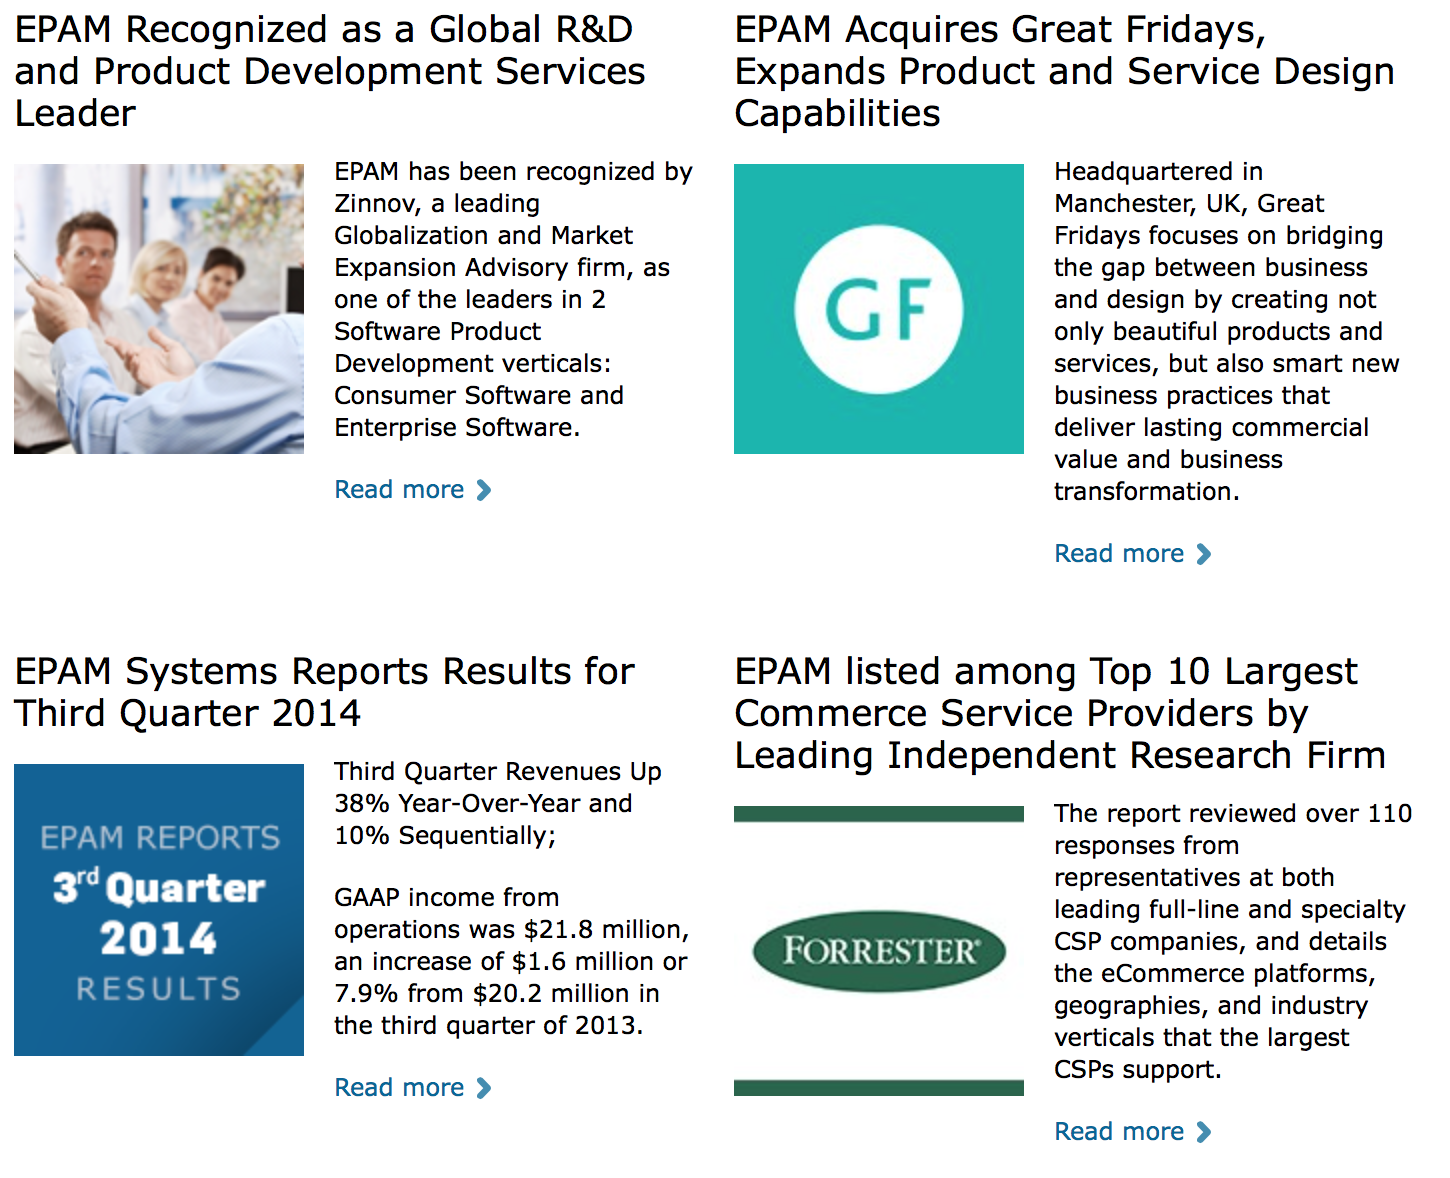 EPAM Recognized as a Global R&D
and Product Development Services
Leader
EPAM has been recognized by
Zinnov, a leading
Globalization and Market
Expansion Advisory firm, as
one of the leaders in 2
Software Product
Development verticals:
Consumer Software and
Enterprise Software.
Read more
EPAM Acquires Great Fridays,
Expands Product and Service Design
Capabilities
GF
Headquartered in
Manchester, UK, Great
Fridays focuses on bridging
the gap between business
and design by creating not
only beautiful products and
services, but also smart new
business practices that
deliver lasting commercial
value and business
transformation.
Read more
EPAM Systems Reports Results for
Third Quarter 2014
EPAM REPORTS
3rd Quarter
2014
RESULTS
Third Quarter Revenues Up
38% Year-Over-Year and
10% Sequentially;
GAAP income from
operations was $21.8 million,
an increase of $1.6 million or
7.9% from $20.2 million in
the third quarter of 2013.
Read more
EPAM listed among Top 10 Largest
Commerce Service Providers by
Leading Independent Research Firm
FORRESTER®
The report reviewed over 110
responses from
representatives at both
leading full-line and specialty
CSP companies, and details
the eCommerce platforms,
geographies, and industry
verticals that the largest
CSPs support.
Read more